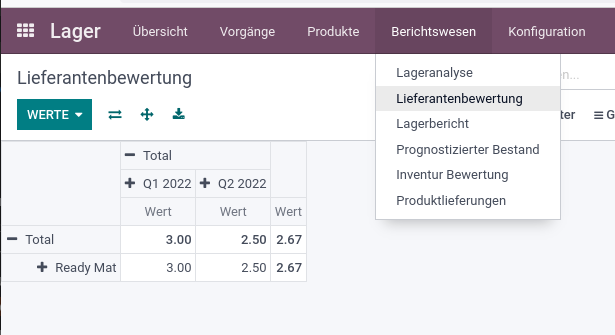 Lager Übersicht Vorgänge Produkte Berichtswesen Konfiguration
Lieferantenbewertung
WERTE
Lageranalyse
Lieferantenbewertung
Lagerbericht
Prognostizierter Bestand
Inventur Bewertung
Produktlieferungen
n...
ter
G
Total
Q1 2022 Q2 2022
Wert Wert Wert
Total 3.00 2.50 2.67
Ready Mat 3.00 2.50 2.67